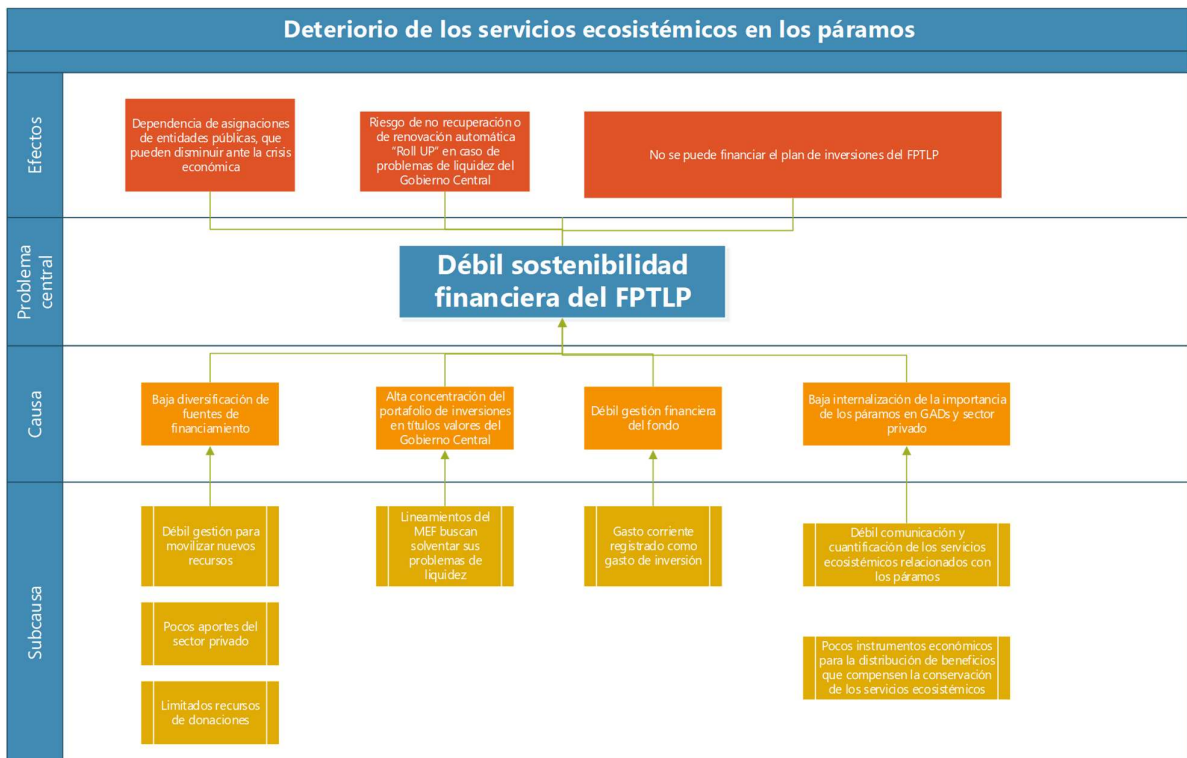 Deterioro de los servicios ecosistémicos en los páramos
Efectos
Dependencia de asignaciones
de entidades públicas, que
pueden disminuir ante la crisis
económica
Riesgo de no recuperación o
de renovación automática
"Roll UP" en caso de
problemas de liquidez del
Gobierno Central
No se puede financiar el plan de inversiones del FPTLP
Problema
central
Débil sostenibilidad
financiera del FPTLP
Causa
Baja diversificación de
fuentes de
financiamiento
Alta concentración del
portafolio de inversiones
en títulos valores del
Gobierno Central
Débil gestión financiera
del fondo
Baja internalización de la importancia
de los páramos en GADs y sector
privado
Subcausa
Débil gestión para
movilizar nuevos
recursos
Lineamientos del
MEF buscan
solventar sus
problemas de
liquidez
Gasto corriente
registrado como
gasto de inversión
Débil comunicación y
cuantificación de los servicios
ecosistémicos relacionados con
los páramos
Pocos aportes del
sector privado
Pocos instrumentos económicos
para la distribución de beneficios
que compensen la conservación
de los servicios ecosistémicos
Limitados recursos
de donaciones